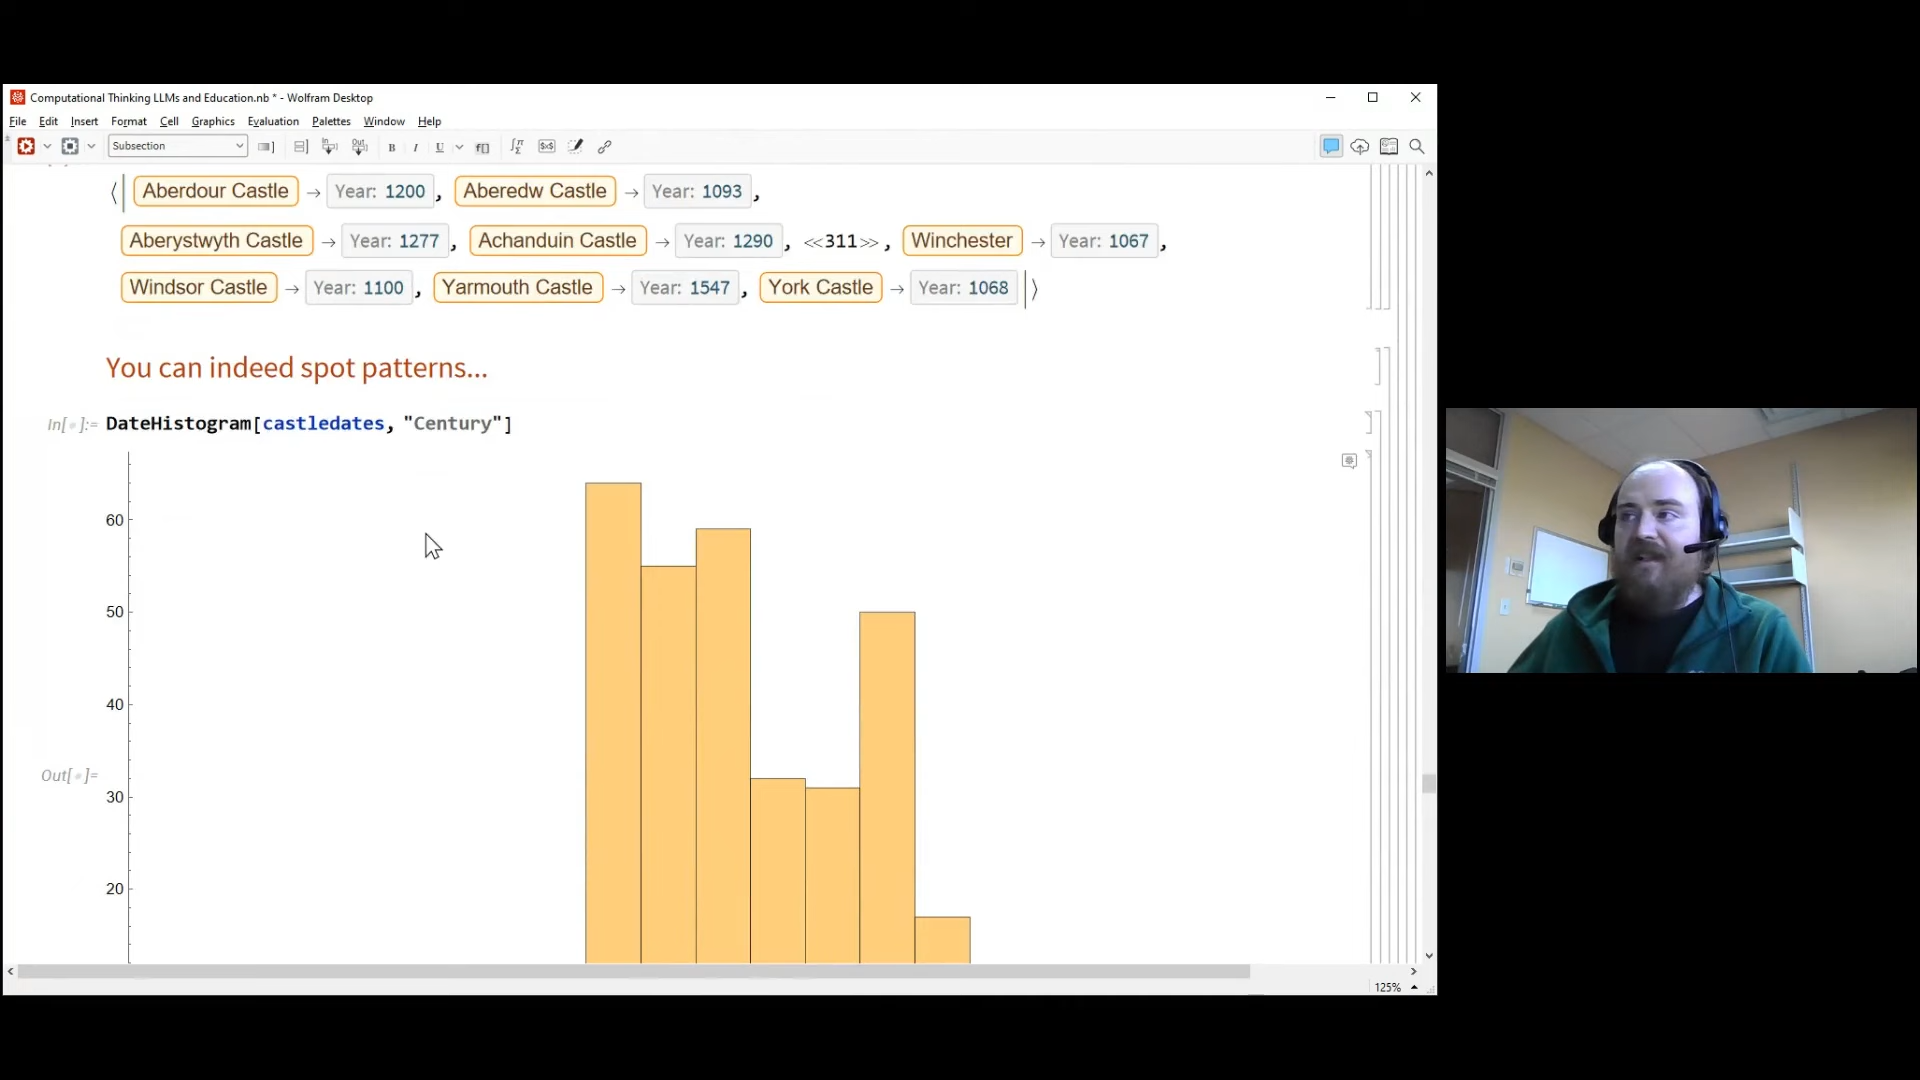 Computational Thinking LLMs and Education.nb * - Wolfram Desktop
File Edit Insert Format Cell Graphics Evaluation Palettes Window Help
Subsection
B I U
⟨| Aberdour Castle → Year: 1200 , Aberedw Castle → Year: 1093 ,
Aberystwyth Castle → Year: 1277 , Achanduin Castle → Year: 1290 , <<311>> , Winchester → Year: 1067 ,
Windsor Castle → Year: 1100 , Yarmouth Castle → Year: 1547 , York Castle → Year: 1068 |⟩
You can indeed spot patterns...
In[ ]:= DateHistogram[castledates, "Century"]
60
50
40
Out[ ]=
30
20
125%